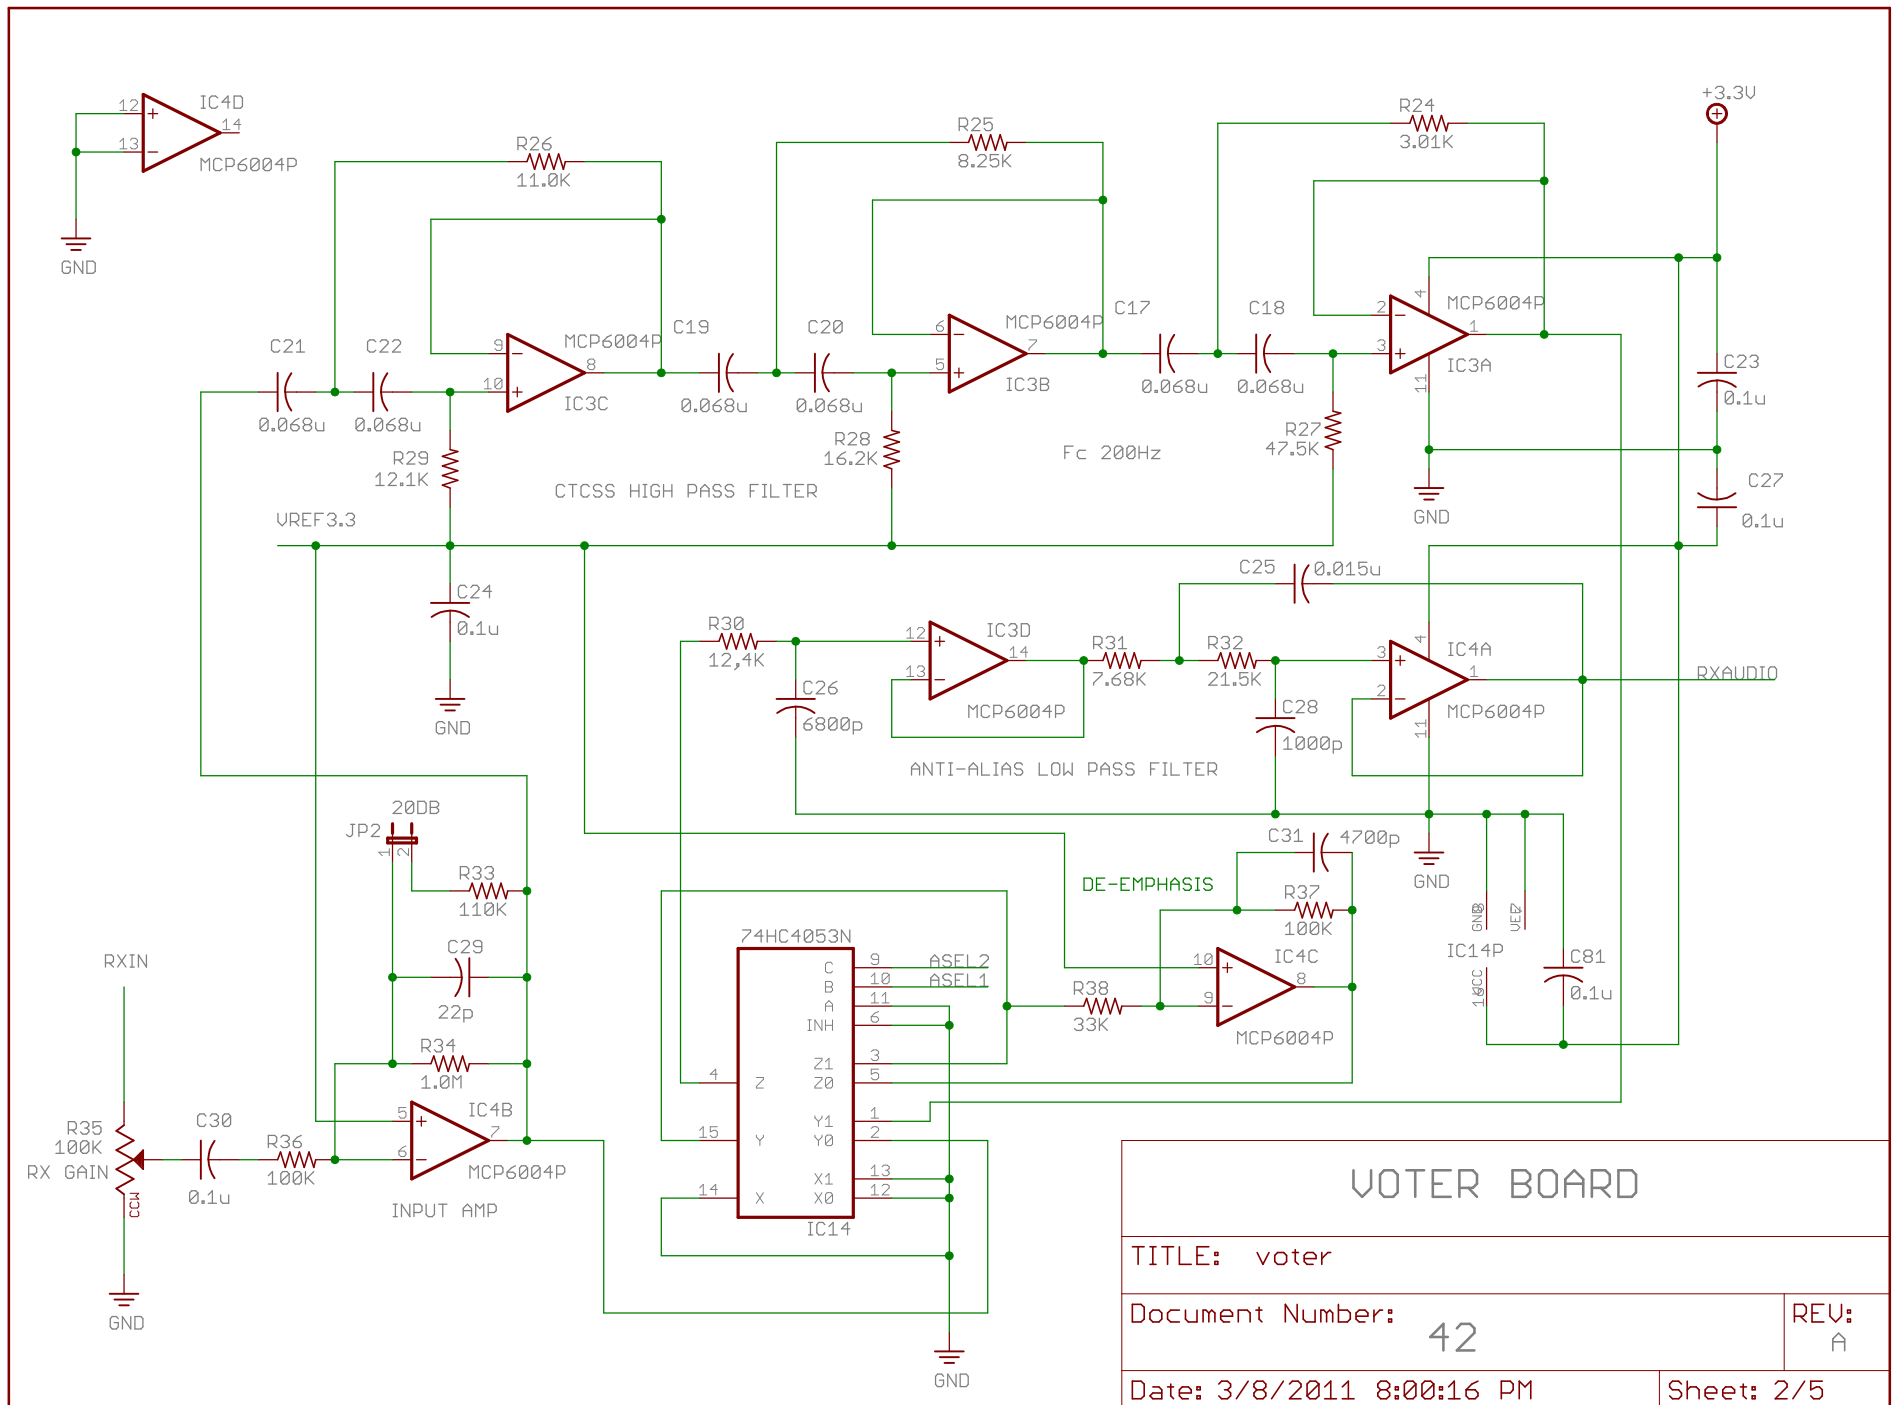 +3.3V
R24
3.01K
IC4D
12
14
13
MCP6004P
GND
R26
11.0K
R25
8.25K
C21
0.068u
C22
0.068u
9
10
8
MCP6004P
IC3C
C19
0.068u
C20
0.068u
6
5
7
MCP6004P
IC3B
C17
0.068u
C18
0.068u
2
3
4
11
1
MCP6004P
IC3A
C23
0.1u
R29
12.1K
R28
16.2K
Fc 200Hz
R27
47.5K
GND
C27
0.1u
CTCSS HIGH PASS FILTER
VREF3.3
C24
0.1u
GND
C25
0.015u
R30
12,4K
C26
6800p
12
13
14
IC3D
MCP6004P
R31
7.68K
R32
21.5K
C28
1000p
3
2
4
11
1
IC4A
MCP6004P
RXAUDIO
ANTI-ALIAS LOW PASS FILTER
GND
20DB
JP2
1
2
R33
110K
C29
22p
R34
1.0M
RXIN
R35
100K
RX GAIN
CCW
GND
C30
0.1u
R36
100K
5
6
7
IC4B
MCP6004P
INPUT AMP
74HC4053N
C
9
ASEL2
B
10
ASEL1
A
11
INH
6
Z1
3
4
Z
Z0
5
Y1
1
15
Y
Y0
2
X1
13
14
X
X0
12
IC14
GND
DE-EMPHASIS
C31
4700p
R37
100K
R38
33K
10
9
8
IC4C
MCP6004P
GND
8
VEE
7
IC14P
VCC
16
C81
0.1u
VOTER BOARD
TITLE: voter
Document Number:
42
REV:
A
Date: 3/8/2011 8:00:16 PM
Sheet: 2/5